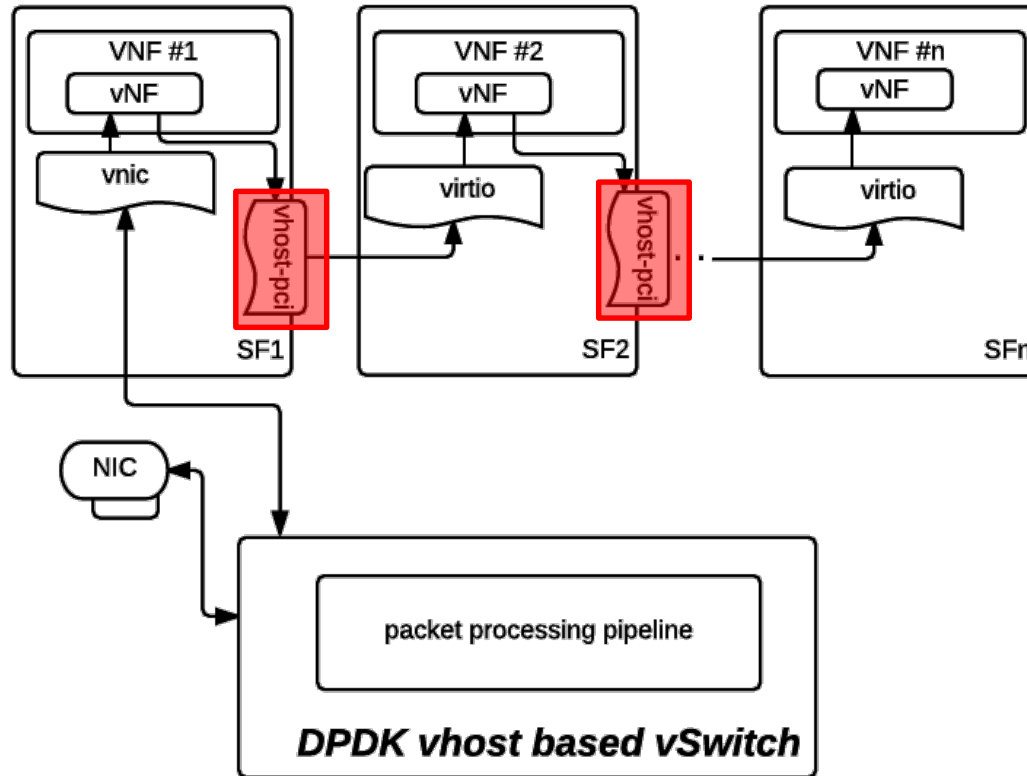 VNF #1
vNF
vnic
vhost-pci
SF1
VNF #2
vNF
virtio
vhost-pci
SF2
. .
VNF #n
vNF
virtio
SFn
NIC
packet processing pipeline
DPDK vhost based vSwitch